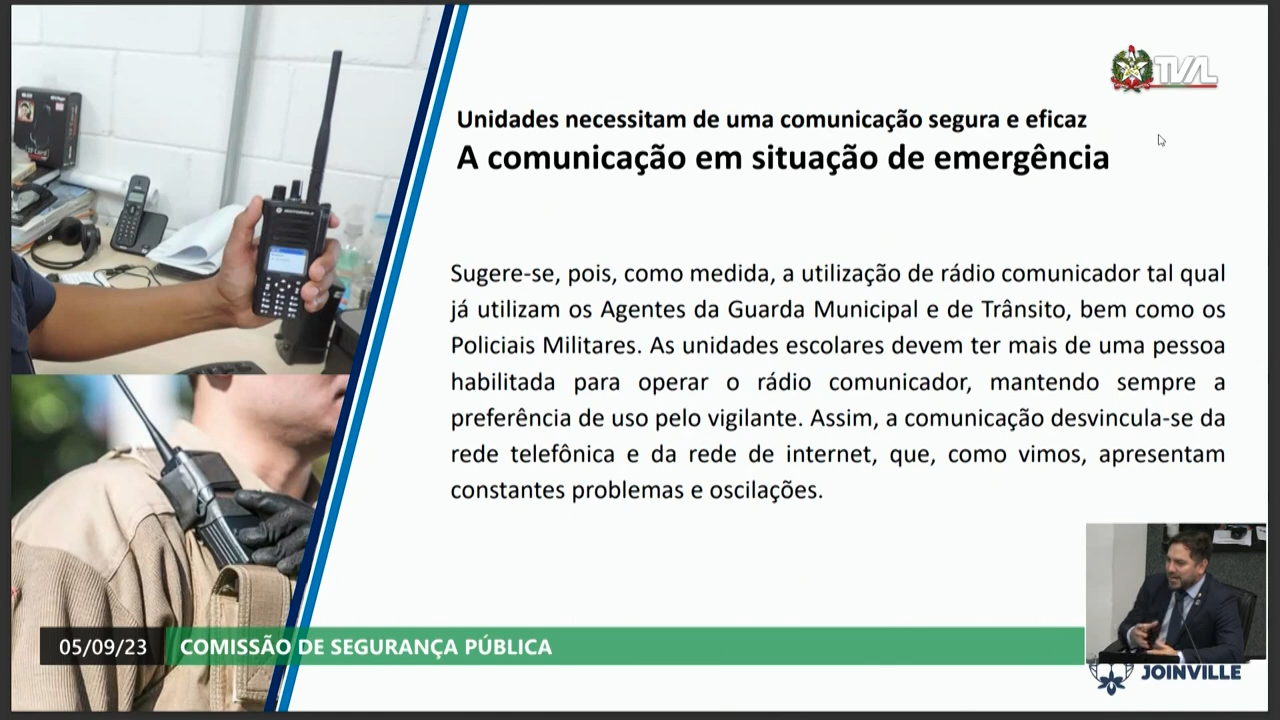 TVAL
Unidades necessitam de uma comunicação segura e eficaz
A comunicação em situação de emergência
Sugere-se, pois, como medida, a utilização de rádio comunicador tal qual
já utilizam os Agentes da Guarda Municipal e de Trânsito, bem como os
Policiais Militares. As unidades escolares devem ter mais de uma pessoa
habilitada para operar o rádio comunicador, mantendo sempre a
preferência de uso pelo vigilante. Assim, a comunicação desvincula-se da
rede telefônica e da rede de internet, que, como vimos, apresentam
constantes problemas e oscilações.
05/09/23 COMISSÃO DE SEGURANÇA PÚBLICA
JOINVILLE